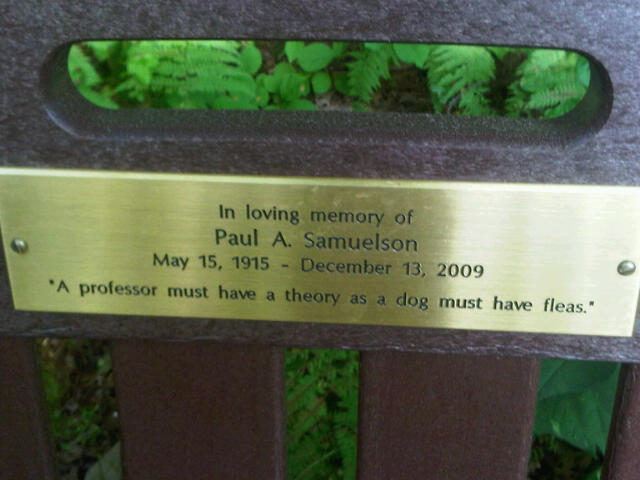 In loving memory of
Paul A. Samuelson
May 15, 1915 - December 13, 2009
"A professor must have a theory as a dog must have fleas."